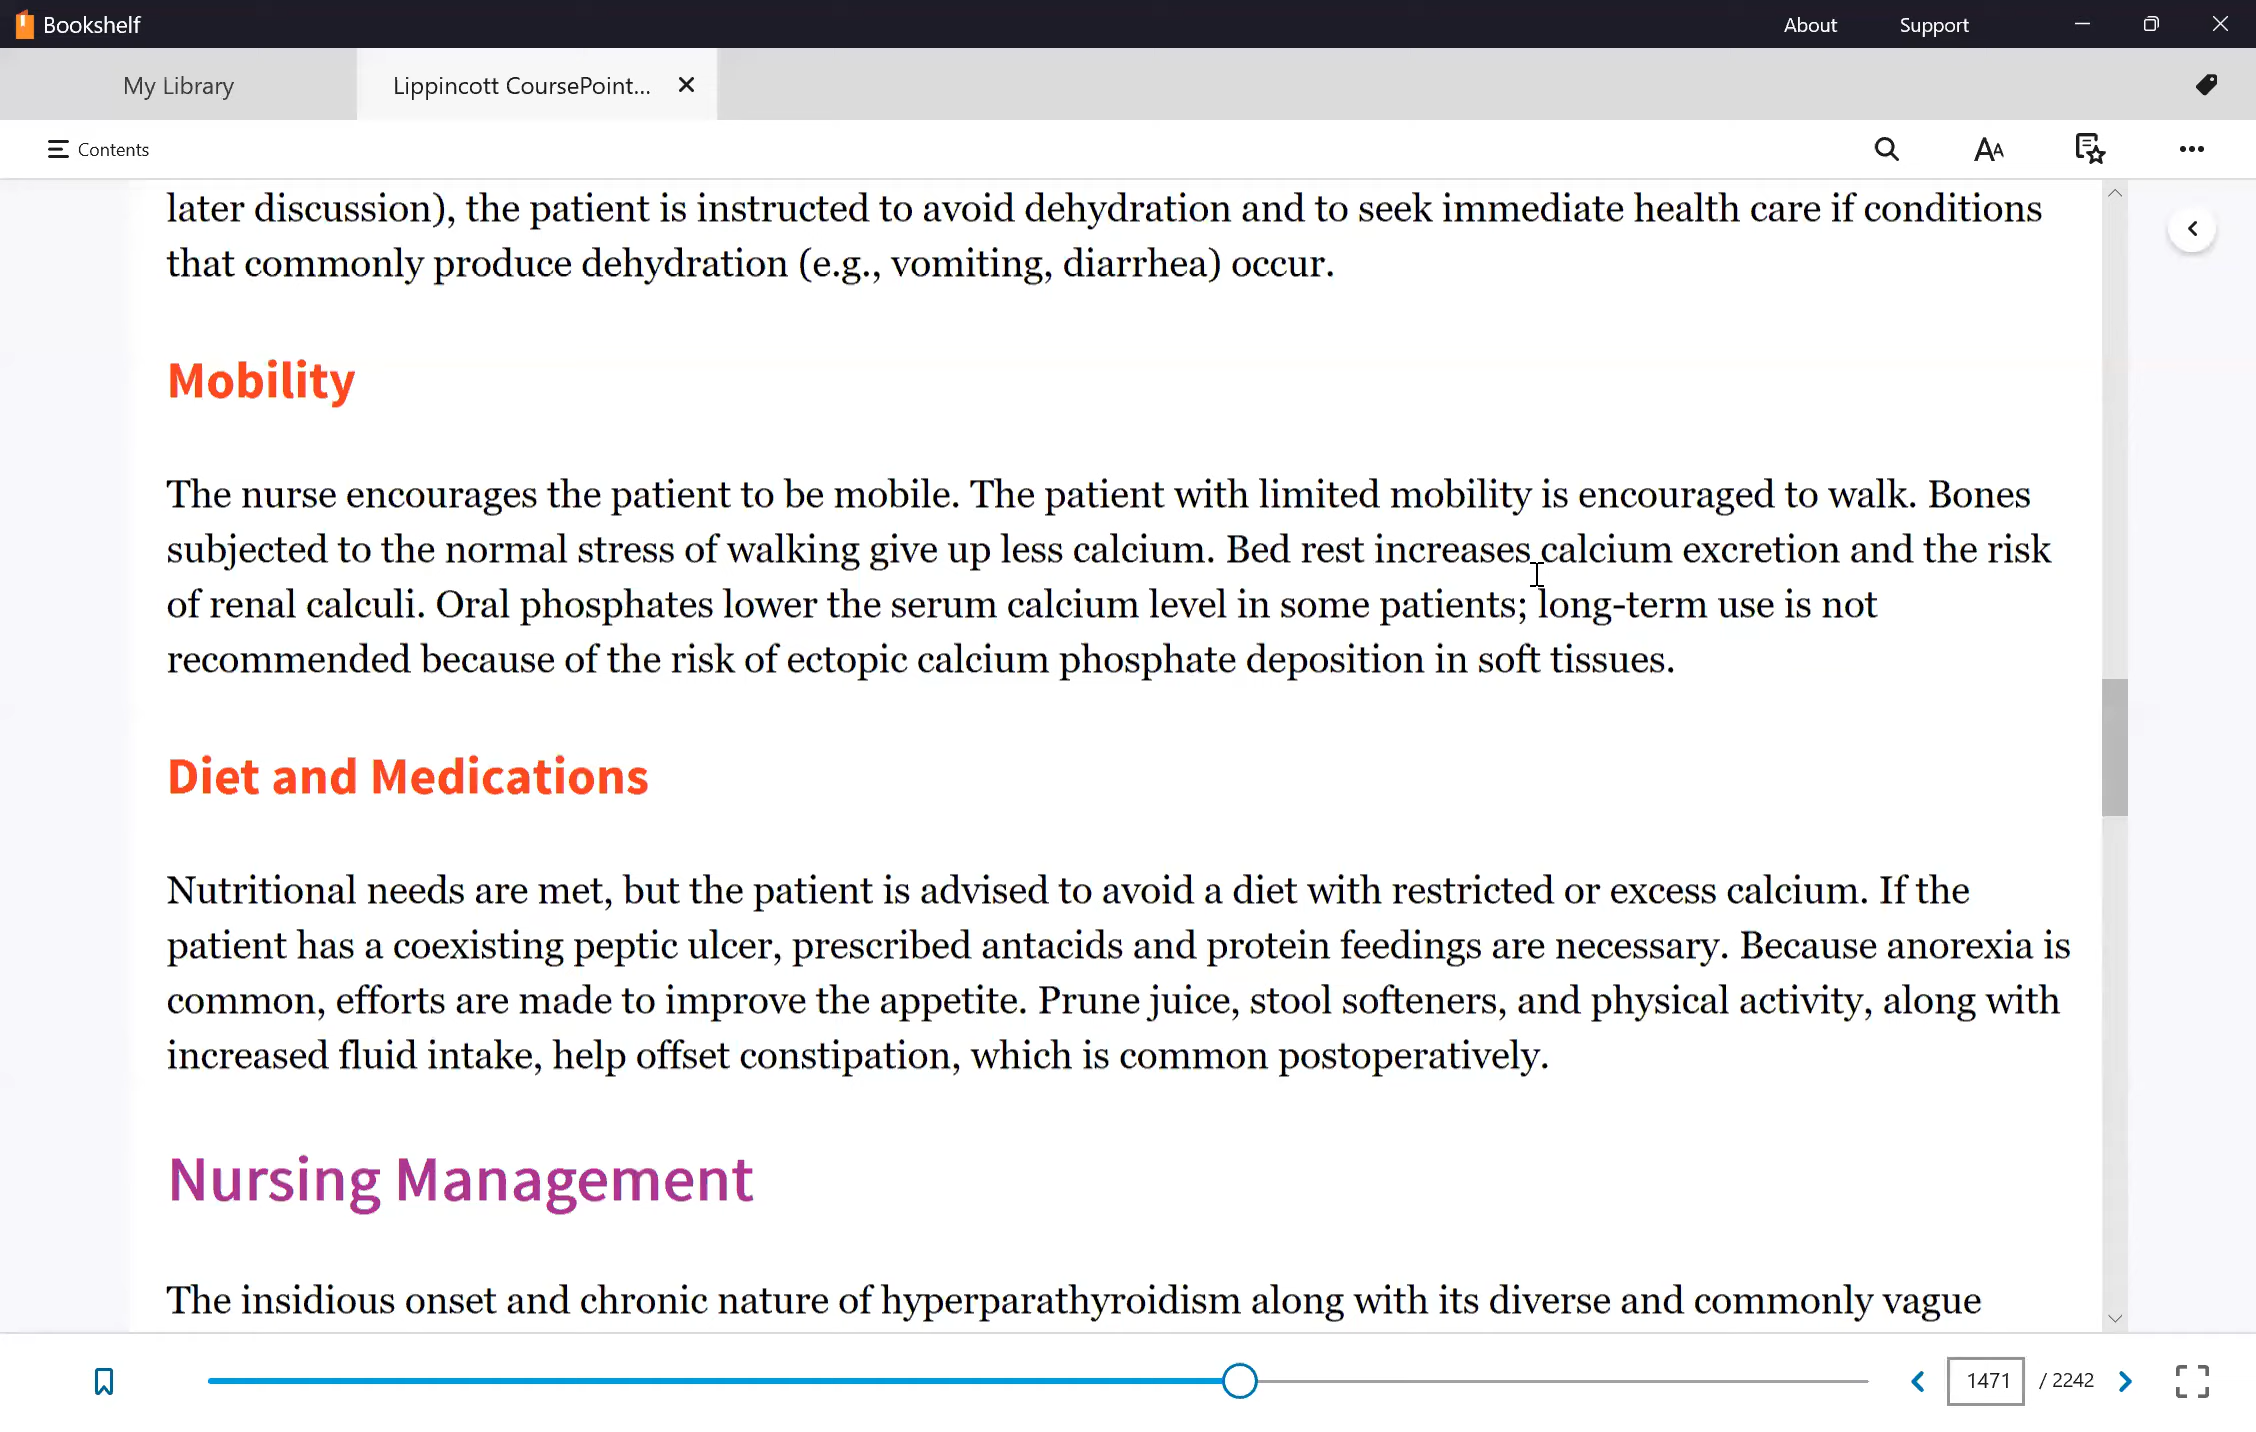 Bookshelf
About
Support
My Library
Lippincott CoursePoint...
Contents
later discussion), the patient is instructed to avoid dehydration and to seek immediate health care if conditions
that commonly produce dehydration (e.g., vomiting, diarrhea) occur.
Mobility
The nurse encourages the patient to be mobile. The patient with limited mobility is encouraged to walk. Bones
subjected to the normal stress of walking give up less calcium. Bed rest increases calcium excretion and the risk
of renal calculi. Oral phosphates lower the serum calcium level in some patients; long-term use is not
recommended because of the risk of ectopic calcium phosphate deposition in soft tissues.
Diet and Medications
Nutritional needs are met, but the patient is advised to avoid a diet with restricted or excess calcium. If the
patient has a coexisting peptic ulcer, prescribed antacids and protein feedings are necessary. Because anorexia is
common, efforts are made to improve the appetite. Prune juice, stool softeners, and physical activity, along with
increased fluid intake, help offset constipation, which is common postoperatively.
Nursing Management
The insidious onset and chronic nature of hyperparathyroidism along with its diverse and commonly vague
1471 / 2242